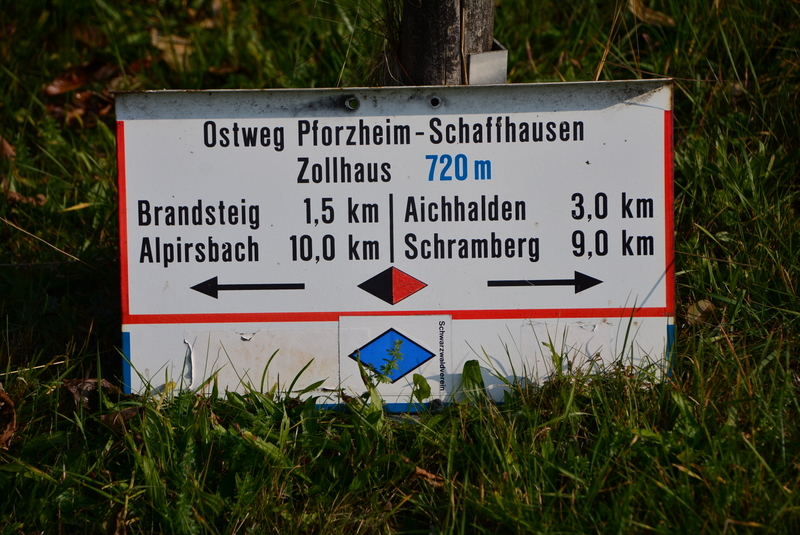 Ostweg Pforzheim-Schaffhausen
Zollhaus 720 m
Brandsteig 1,5 km Aichhalden 3,0 km
Alpirsbach 10,0 km Schramberg 9,0 km
Schwarzwaldverein